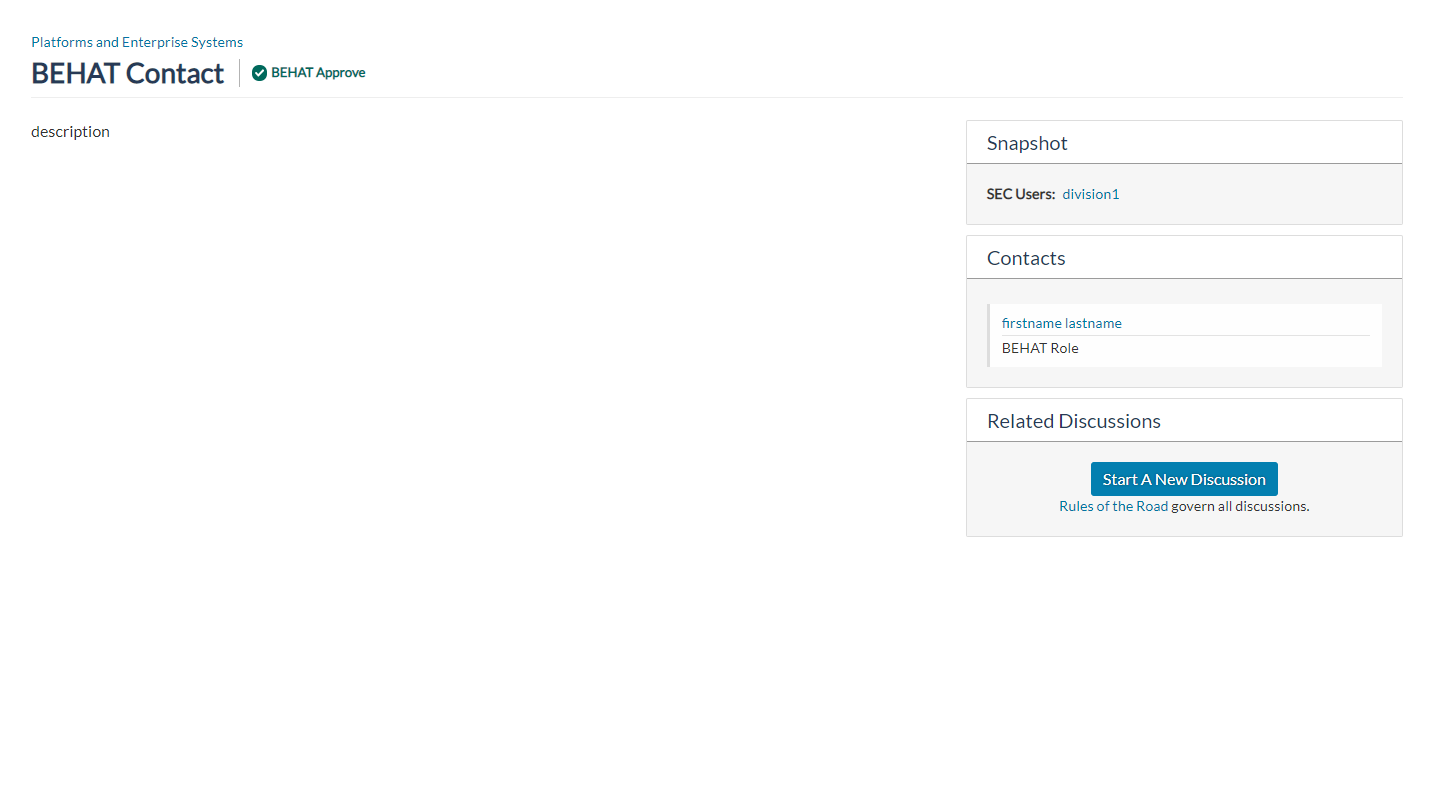 Platforms and Enterprise Systems
BEHAT Contact
BEHAT Approve
description
Snapshot
SEC Users: division1
Contacts
firstname lastname
BEHAT Role
Related Discussions
Start A New Discussion
Rules of the Road govern all discussions.